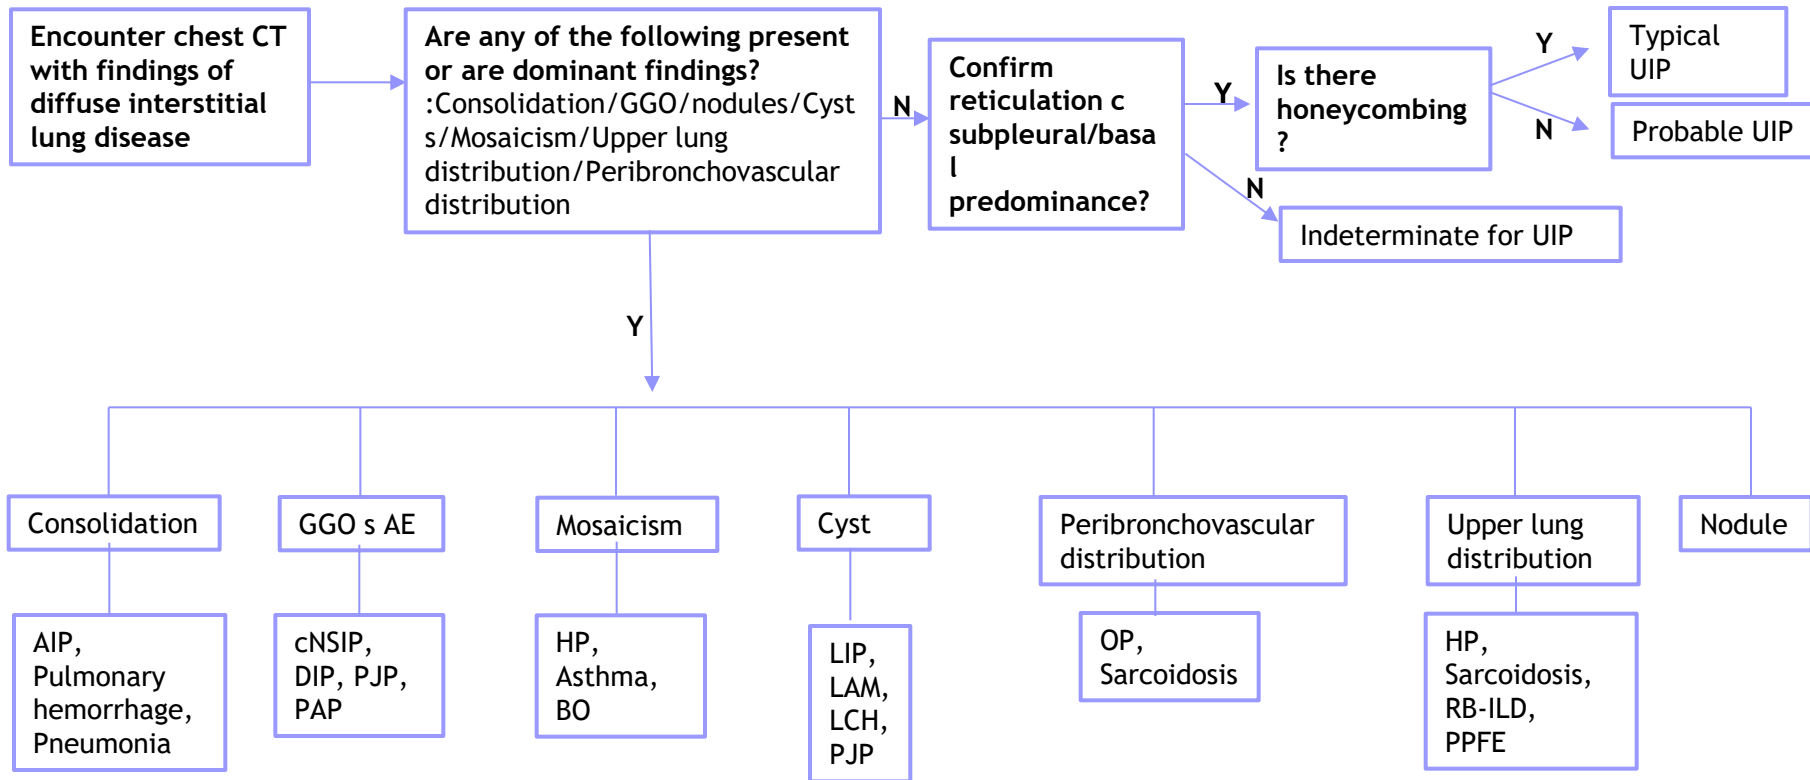 Encounter chest CT
with findings of
diffuse interstitial
lung disease
Are any of the following present
or are dominant findings?
:Consolidation/GGO/nodules/Cyst
s/Mosaicism/Upper lung
distribution/Peribronchovascular
distribution
N
Confirm
reticulation c
subpleural/basa
l
predominance?
Y
Is there
honeycombing
?
Y
Typical
UIP
N
Probable UIP
N
Indeterminate for UIP
Y
Consolidation
GGO s AE
Mosaicism
Cyst
Peribronchovascular
distribution
Upper lung
distribution
Nodule
AIP,
Pulmonary
hemorrhage,
Pneumonia
cNSIP,
DIP, PJP,
PAP
HP,
Asthma,
BO
LIP,
LAM,
LCH,
PJP
OP,
Sarcoidosis
HP,
Sarcoidosis,
RB-ILD,
PPFE